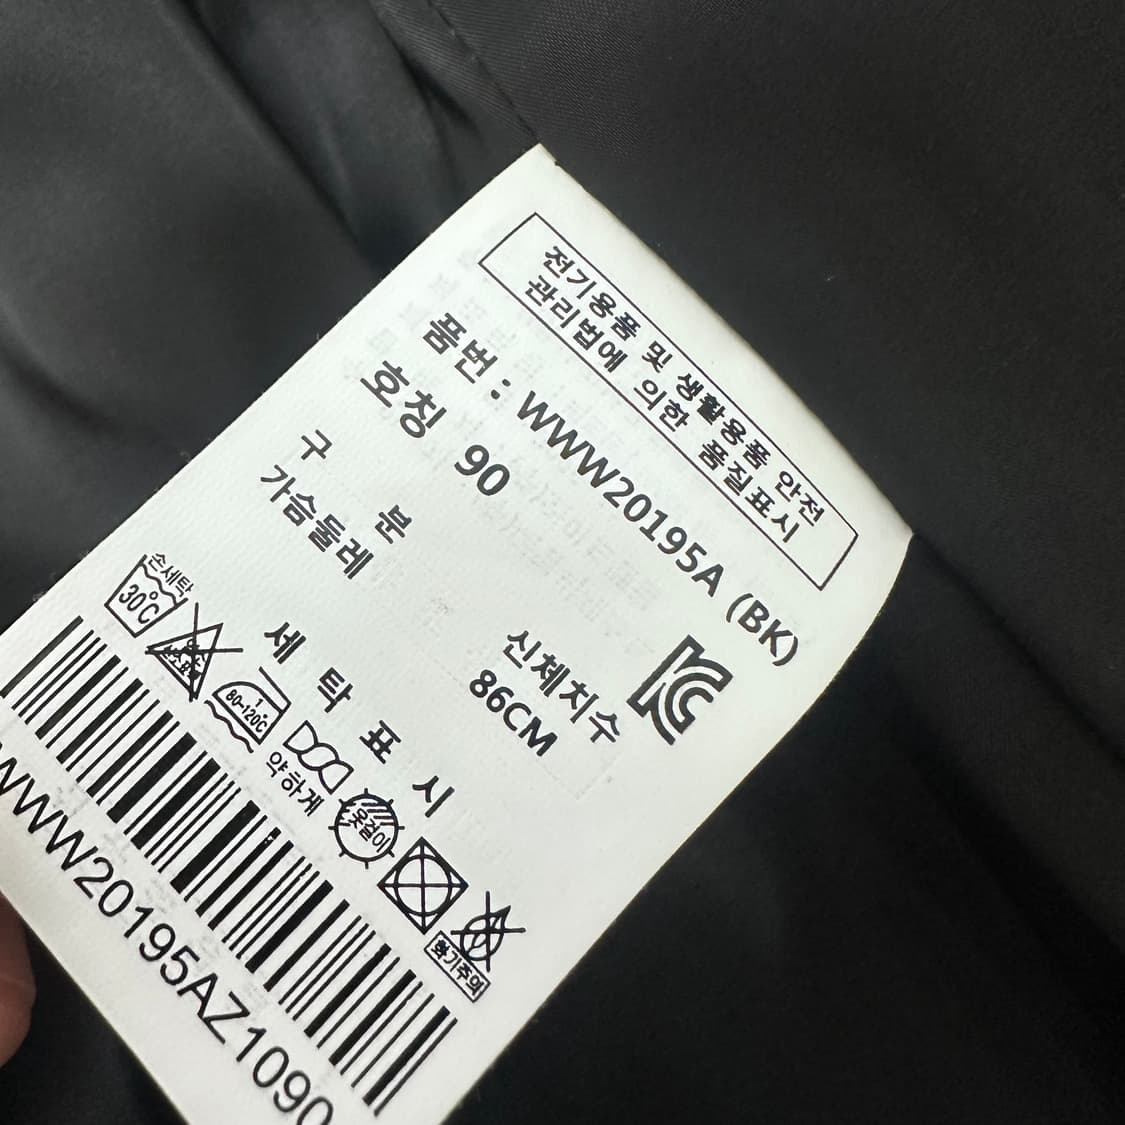 전기용품 및 생활용품 안전
관리법에 의한 품질표시
품번 : WWW20195A (BK)
호칭 90
구 분 신체치수
가슴둘레 86CM
KC
세 탁 표 시
손세탁
30℃
80~120℃
약하게
옷걸이
화기주의
WWW20195AZ1090